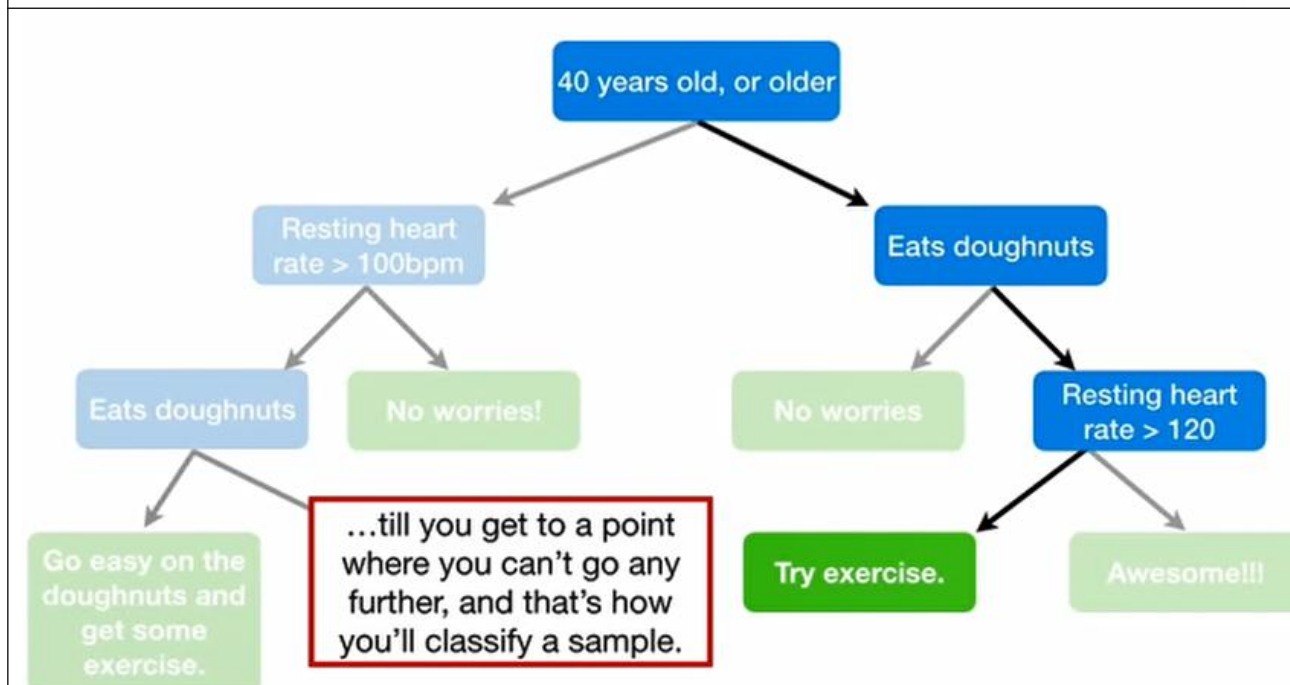 40 years old, or older
Resting heart
rate > 100bpm
Eats doughnuts
Eats doughnuts
No worries!
No worries
Resting heart
rate > 120
Go easy on the
doughnuts and
get some
exercise.
…till you get to a point
where you can't go any
further, and that's how
you'll classify a sample.
Try exercise.
Awesome!!!